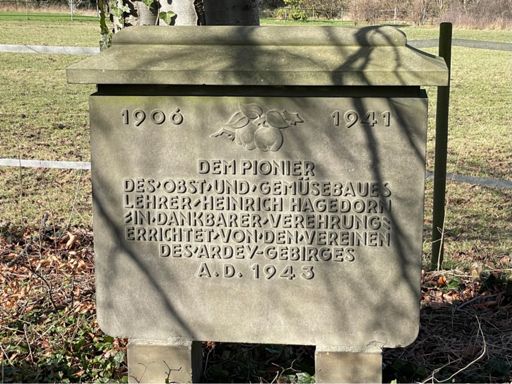 1906 1941
DEM PIONIER
DES·OBST·UND·GEMÜSEBAUES
LEHRER·HEINRICH HAGEDORN
IN·DANKBARER·VEREHRUNG
ERRICHTET·VON·DEN·VEREINEN
DES·ARDEY-GEBIRGES
A.D. 1943